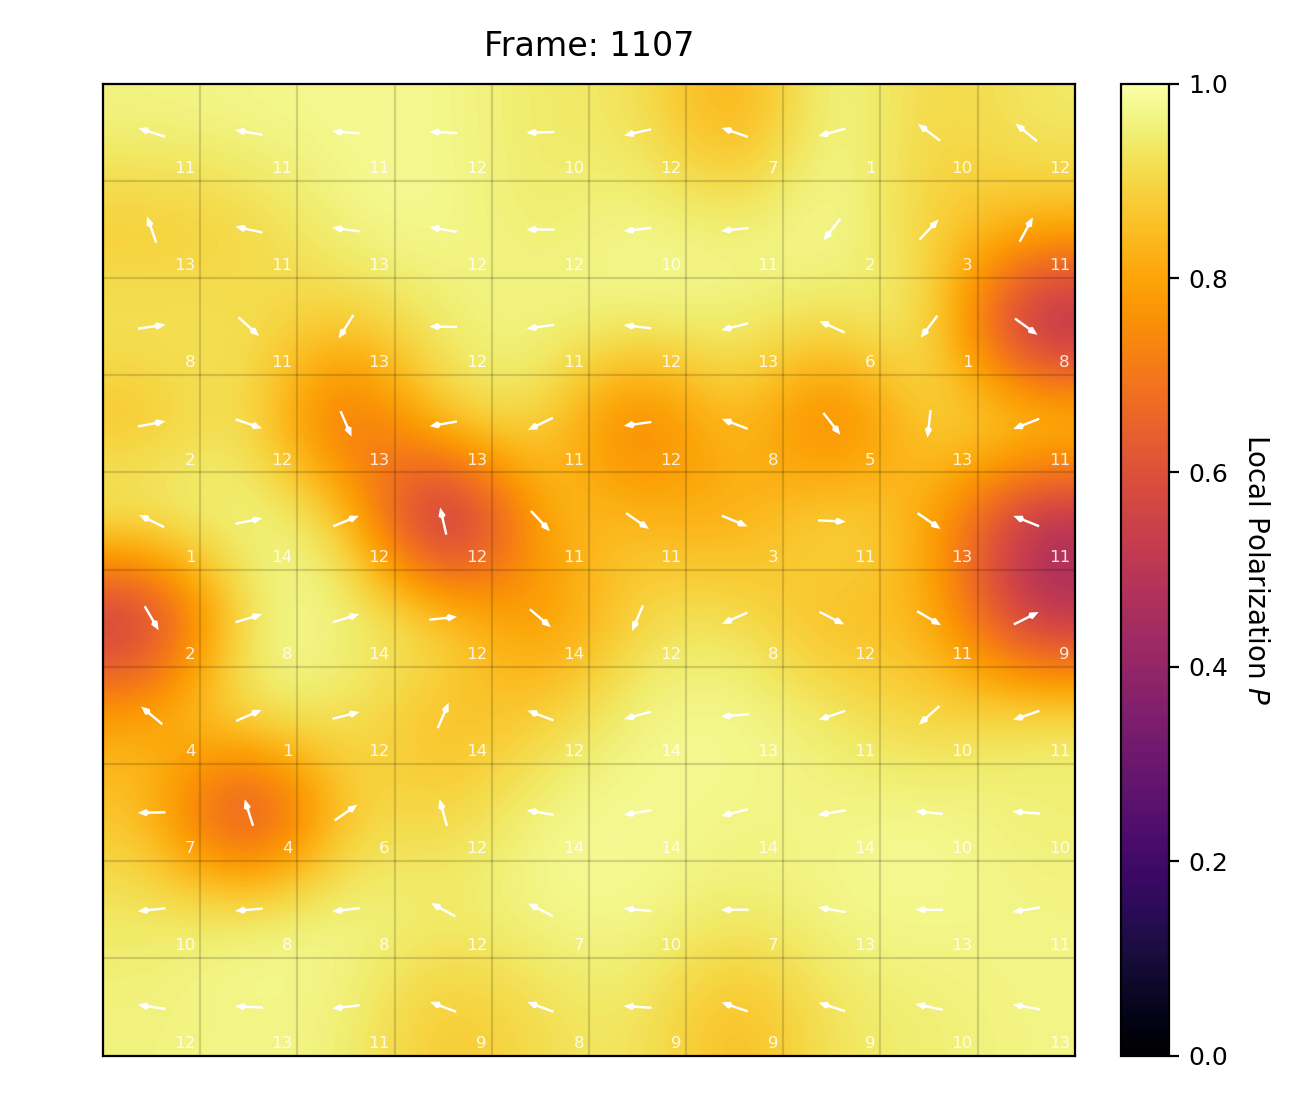 Frame: 1107
11 11 11 12 10 12 7 1 10 12
13 11 13 12 12 10 11 2 3 11
8 11 13 12 11 12 13 6 1 8
2 12 13 13 11 12 8 5 13 11
1 14 12 12 11 11 3 11 13 11
2 8 14 12 14 12 8 12 11 9
4 1 12 14 12 14 13 11 10 11
7 4 6 12 14 14 14 14 10 10
10 8 8 12 7 10 7 13 13 11
12 13 11 9 8 9 9 9 10 13
1.0
0.8
0.6
0.4
0.2
0.0
Local Polarization P